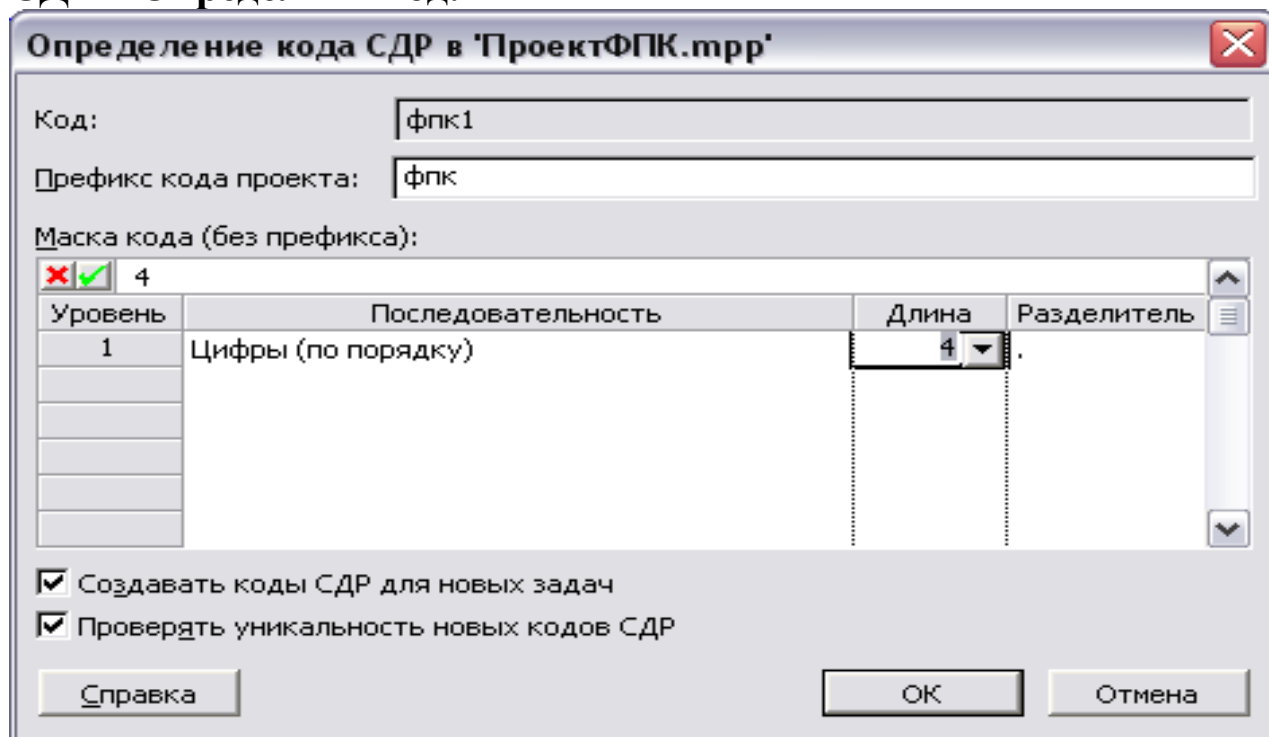 Определение кода СДР в 'ПроектФПК.mpp'
Код: фпк1
Префикс кода проекта: фпк
Маска кода (без префикса):
4
Уровень Последовательность Длина Разделитель
1 Цифры (по порядку) 4 .
Создавать коды СДР для новых задач
Проверять уникальность новых кодов СДР
Справка ОК Отмена